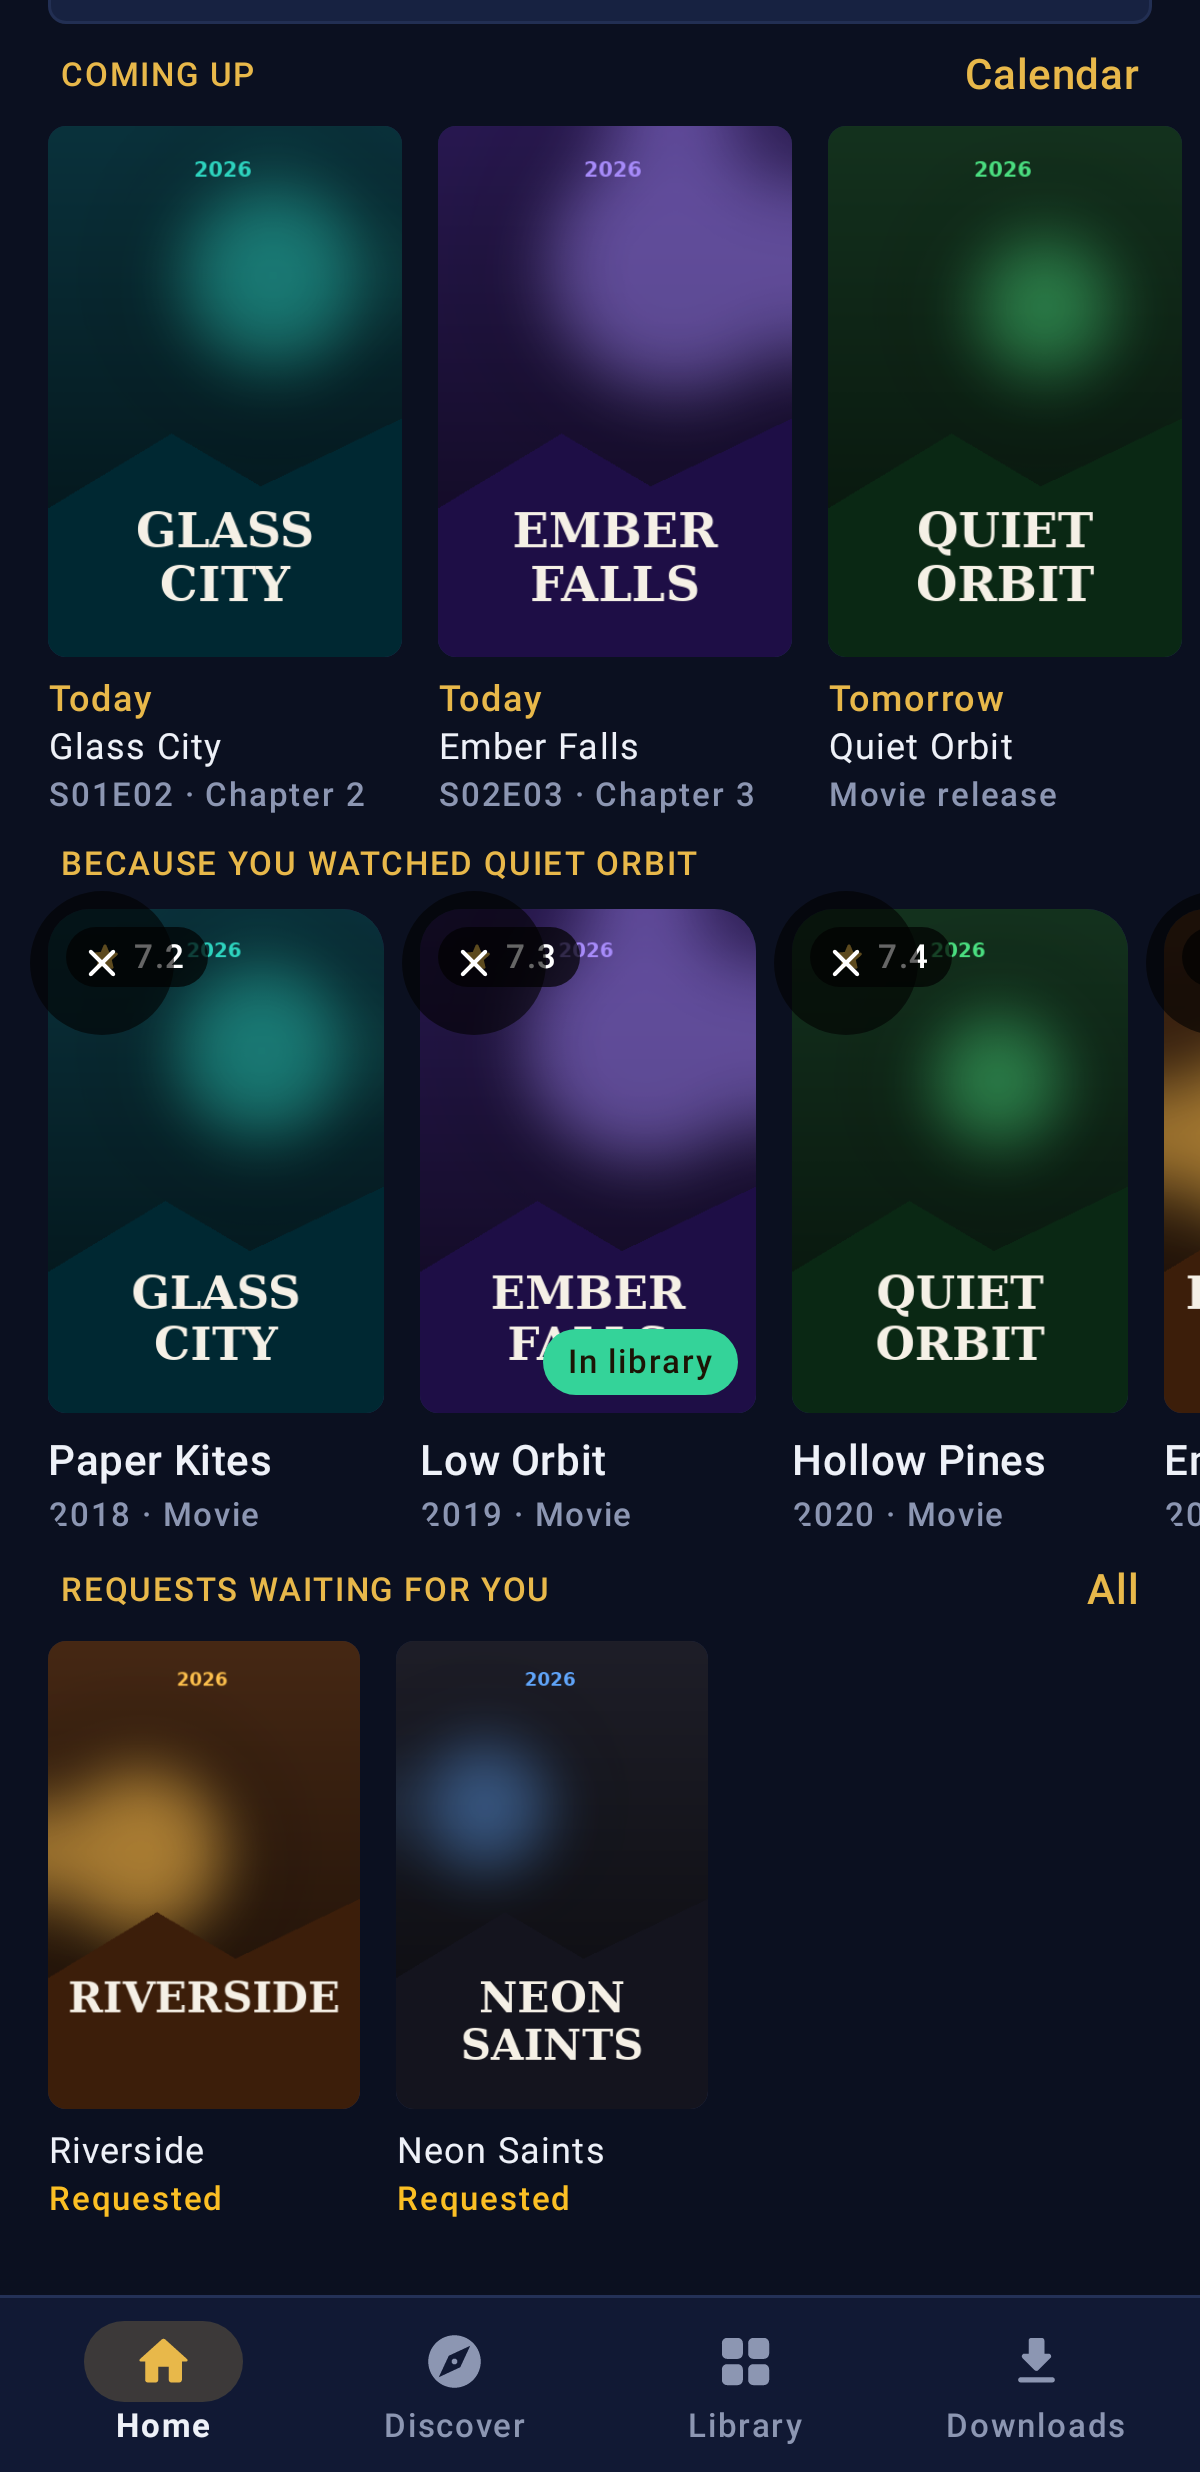 COMING UP
Calendar
2026
2026
2026
GLASS
CITY
EMBER
FALLS
QUIET
ORBIT
Today
Today
Tomorrow
Glass City
Ember Falls
Quiet Orbit
S01E02 · Chapter 2
S02E03 · Chapter 3
Movie release
BECAUSE YOU WATCHED QUIET ORBIT
7.2
2026
7.3
2026
7.4
2026
GLASS
CITY
EMBER
In library
QUIET
ORBIT
Paper Kites
Low Orbit
Hollow Pines
2018 · Movie
2019 · Movie
2020 · Movie
REQUESTS WAITING FOR YOU
All
2026
2026
RIVERSIDE
NEON
SAINTS
Riverside
Neon Saints
Requested
Requested
Home
Discover
Library
Downloads